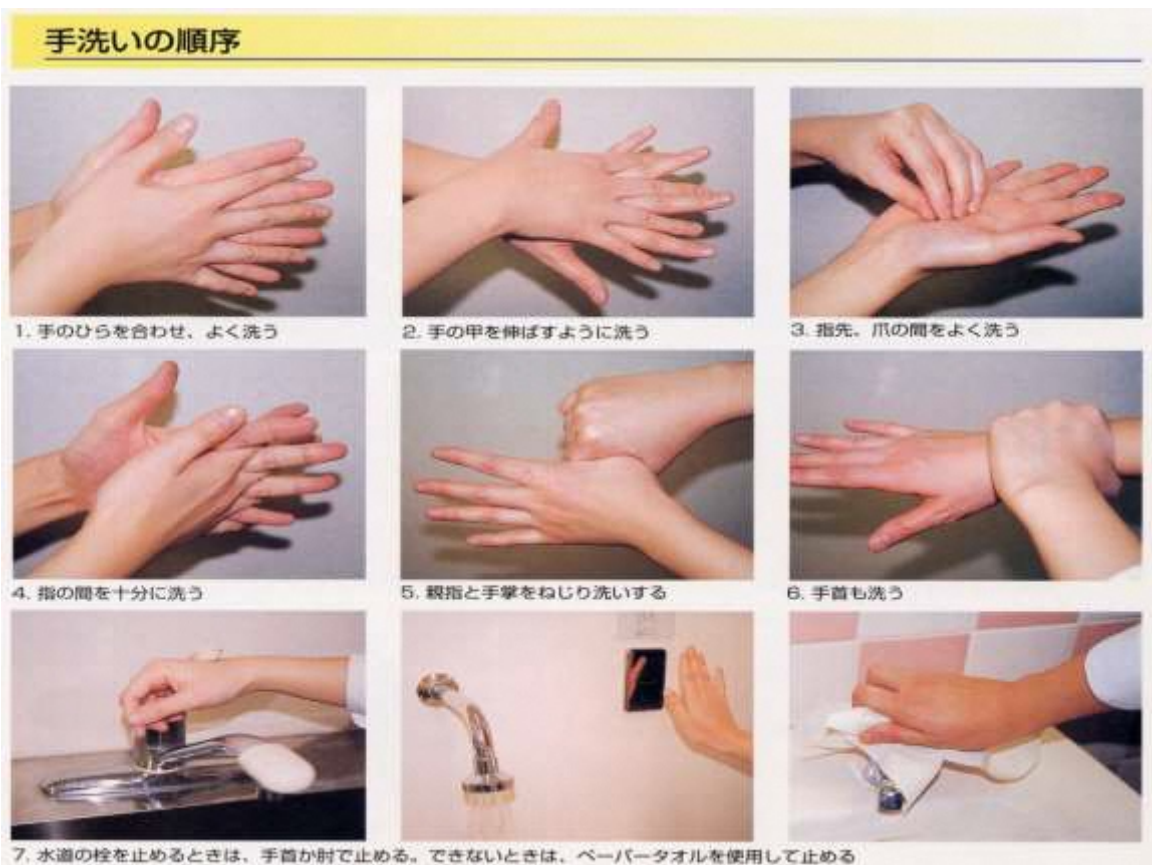 手洗いの順序
1. 手のひらを合わせ、よく洗う
2. 手の甲を伸ばすように洗う
3. 指先、爪の間をよく洗う
4. 指の間を十分に洗う
5. 親指と手掌をねじり洗いする
6. 手首も洗う
7. 水道の栓を止めるときは、手首か肘で止める。できないときは、ペーパータオルを使用して止める